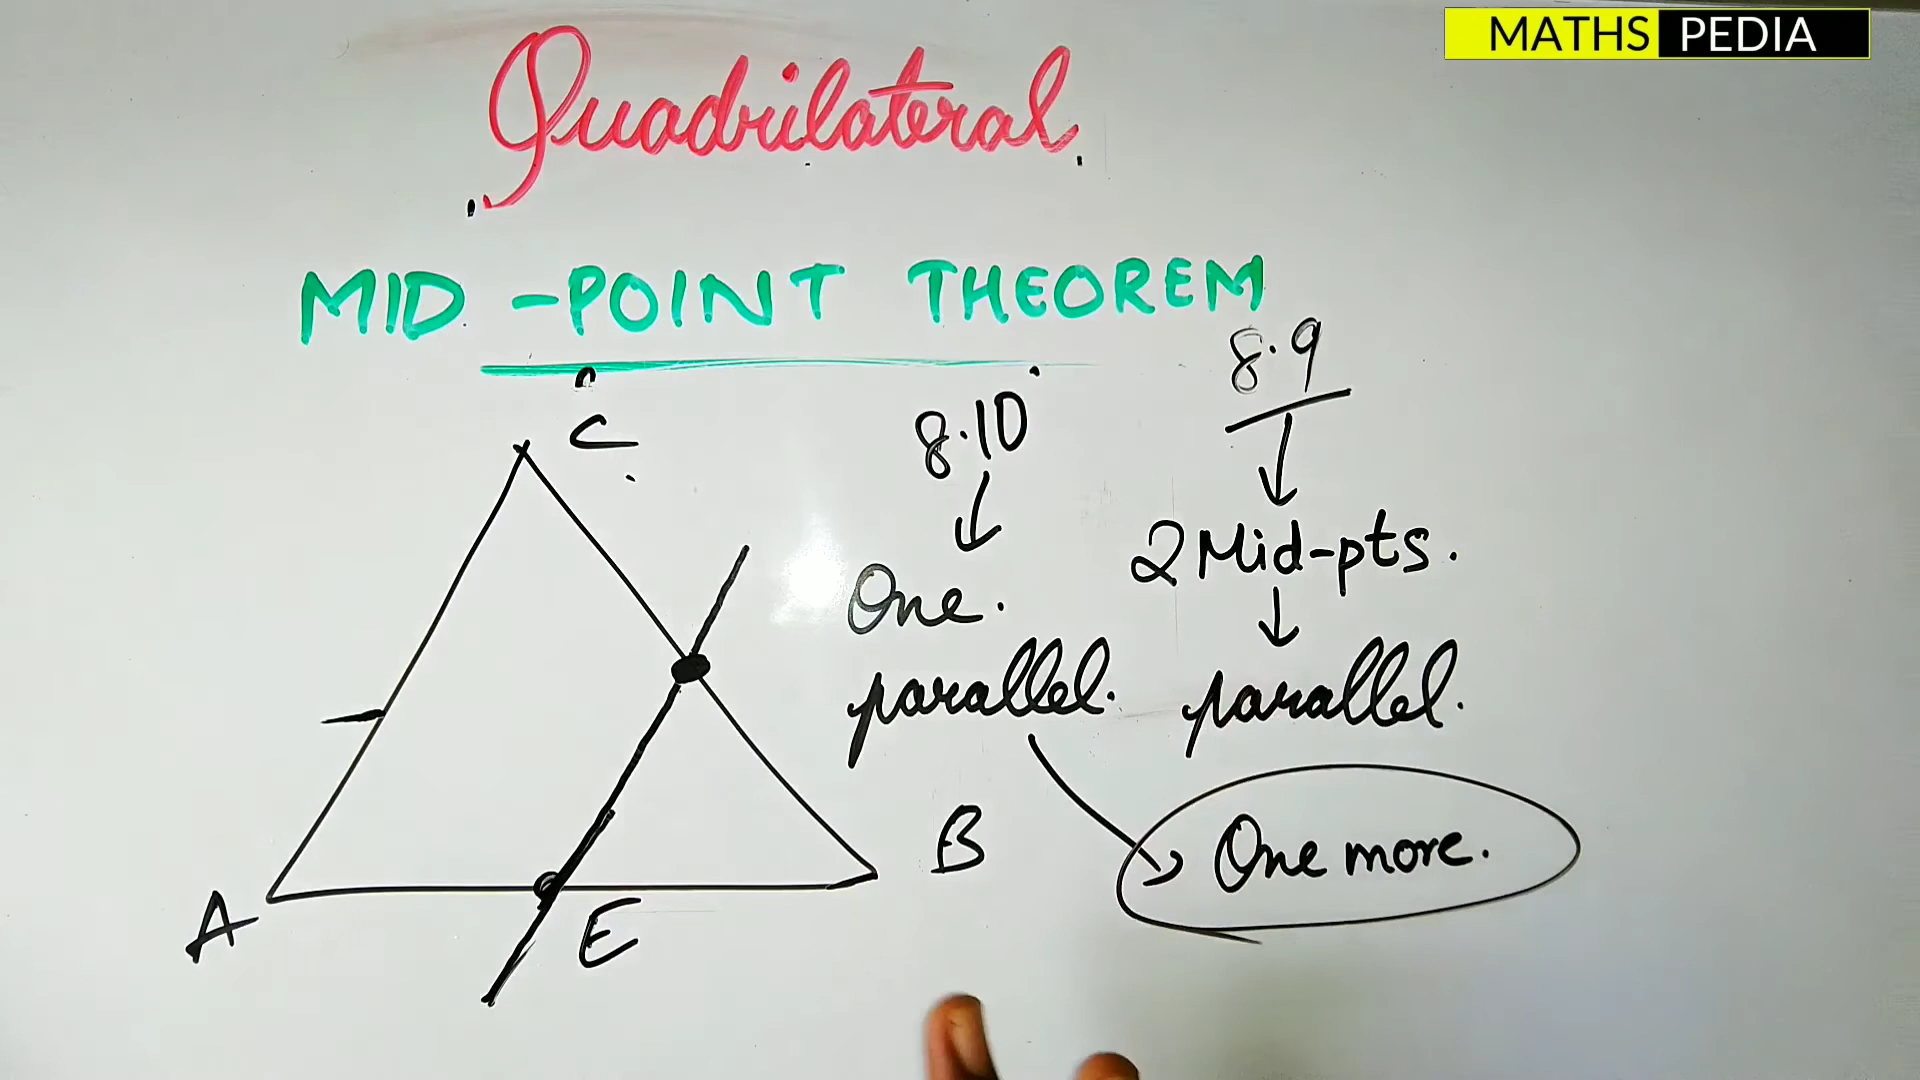 MATHS PEDIA
Quadrilateral
MID-POINT THEOREM
8.9
8.10
C
2 Mid-pts.
One.
parallel.
parallel.
B
One more.
A
E